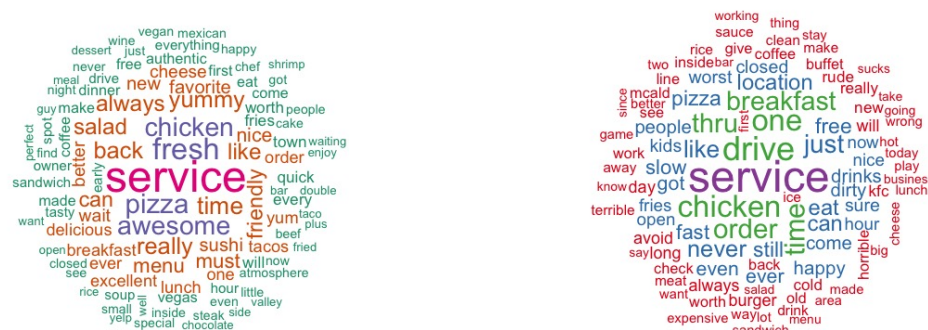 vegan mexican
wine just everything happy
dessert
never free authentic
cheese first chef shrimp
meal drive new favorite eat got
night dinner come
guy make always yummy worth people
fries cake
perfect find spot coffee salad chicken nice town waiting
better back fresh like order enjoy
owner
sandwich early service quick
made can pizza time friendly bar double
tasty wait every
want delicious awesome yum taco
plus
beef
open breakfast really sushi tacos fried
closed ever menu must will now
see one atmosphere
excellent lunch
rice soup vegas hour little
small well inside steak even side valley
yelp special chocolate
working thing
sauce clean stay
rice give coffee make
two inside bar closed buffet sucks
line worst location rude
since mcald pizza breakfast really take
better new going
see thru first one free will wrong
game people
kids like drive just now hot
work nice today
away slow play
know day got service drinks busines
dirty kfc lunch
terrible fries chicken ice eat sure
open time can hour cheese
fast order
avoid never still come horrible big
say long
check even back happy
meat ever
want always salad cold made
worth burger old area
drink
expensive way lot menu
sandwich